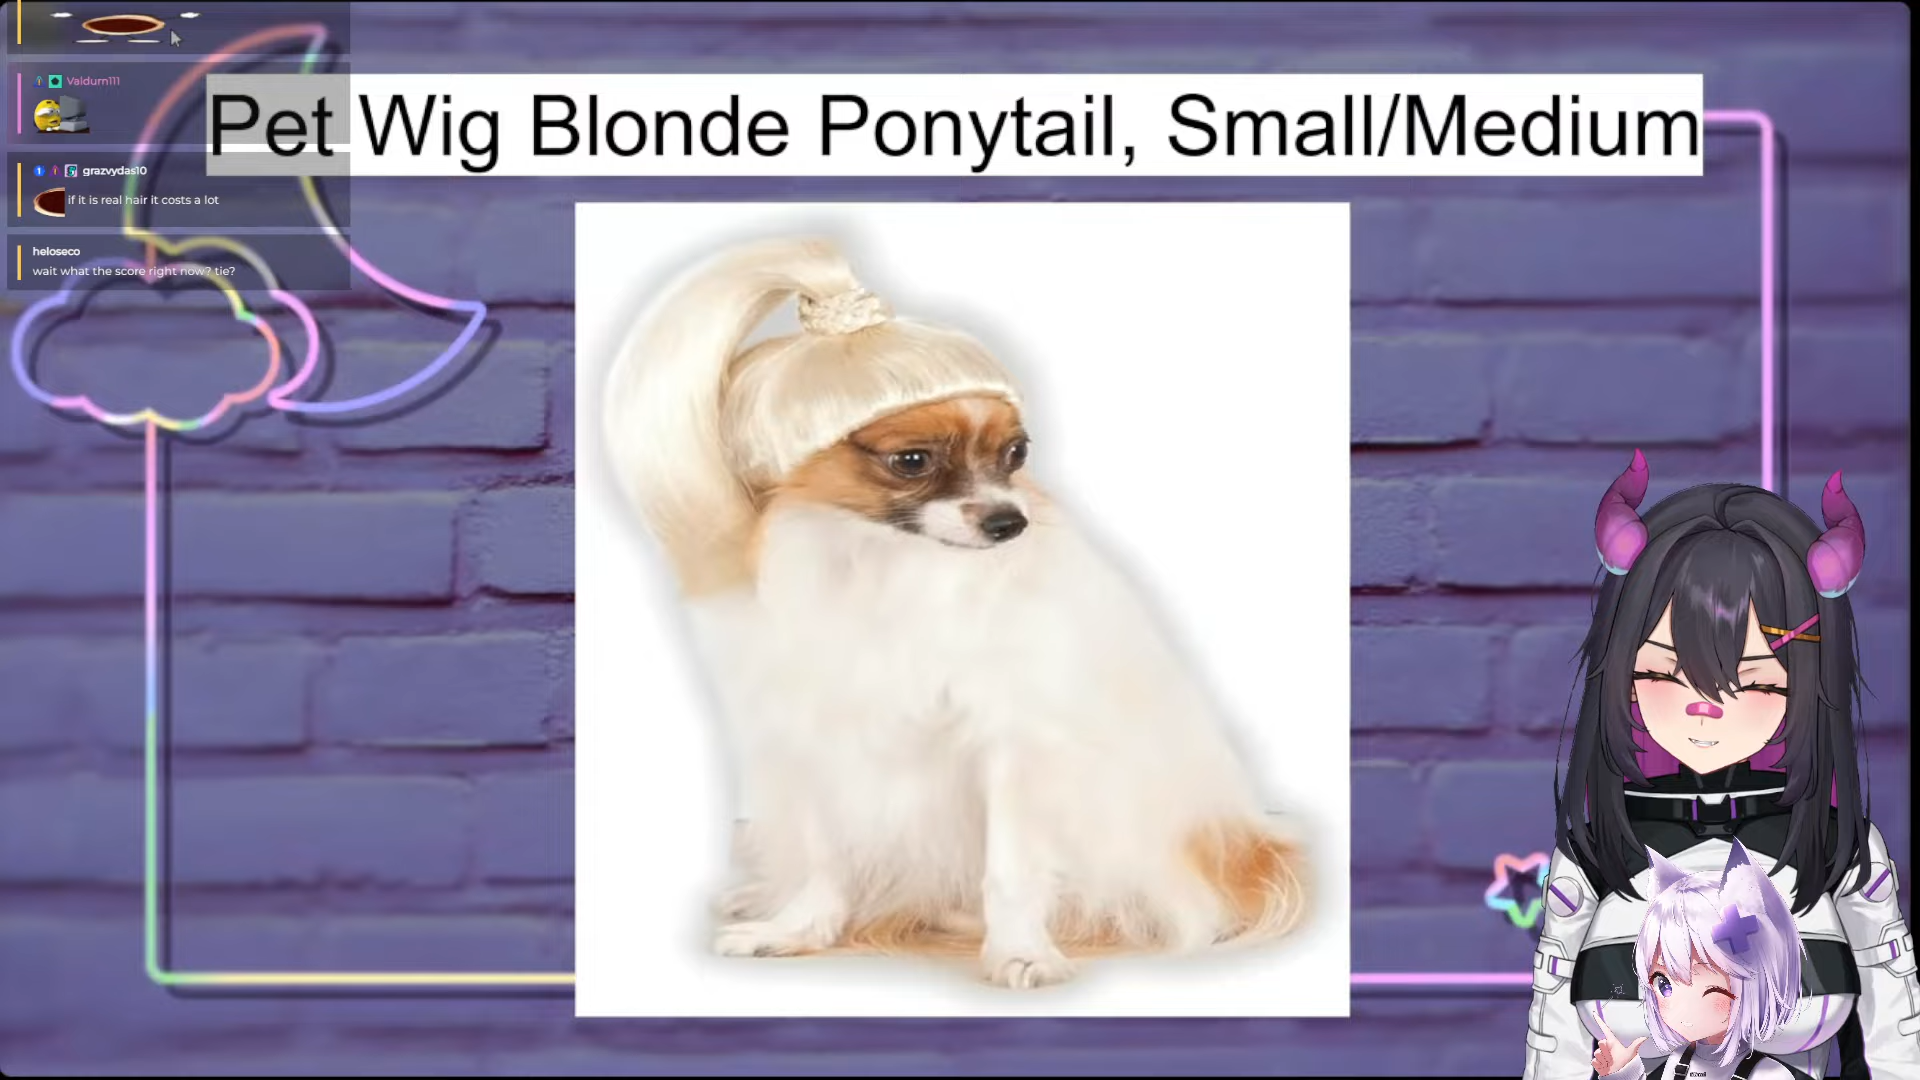 Valdurn111
Pet Wig Blonde Ponytail, Small/Medium
grazvydas10
if it is real hair it costs a lot
heloseco
wait what the score right now? tie?